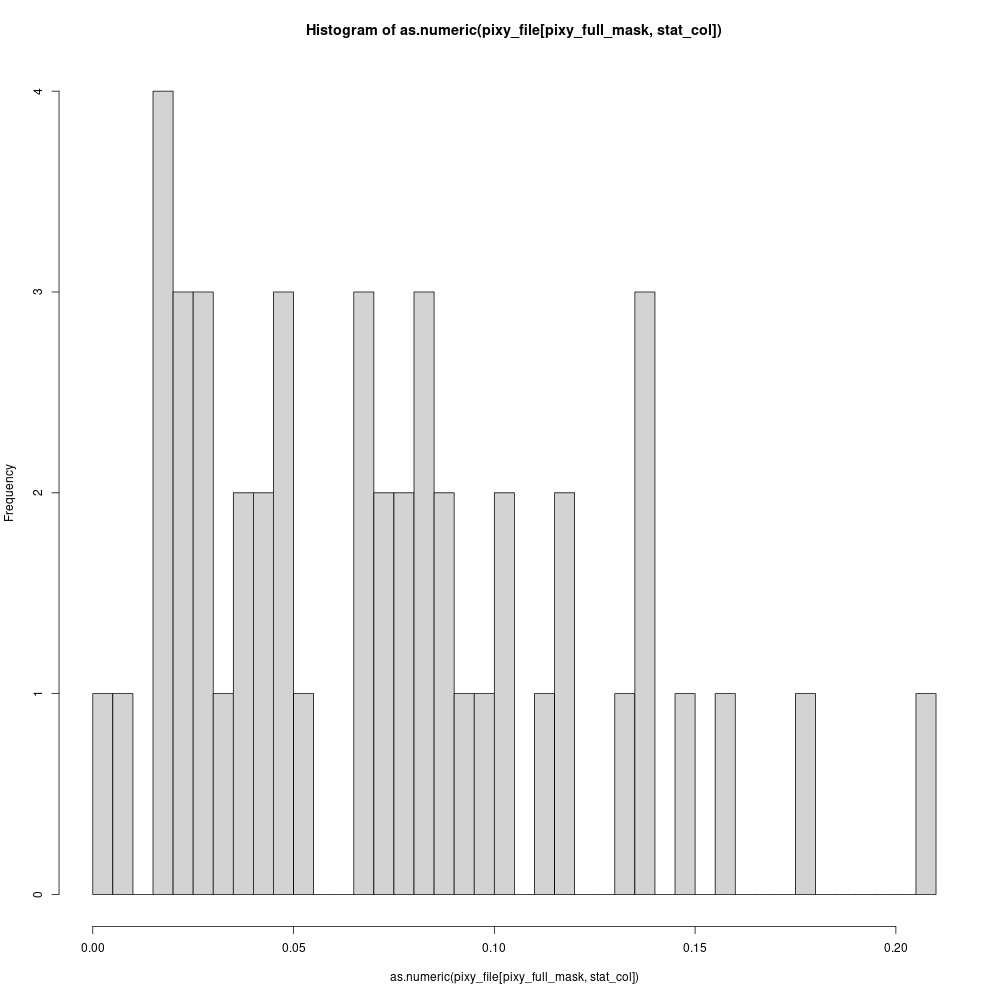 Histogram of as.numeric(pixy_file[pixy_full_mask, stat_col])
4
3
2
1
0
Frequency
0.00 0.05 0.10 0.15 0.20
as.numeric(pixy_file[pixy_full_mask, stat_col])